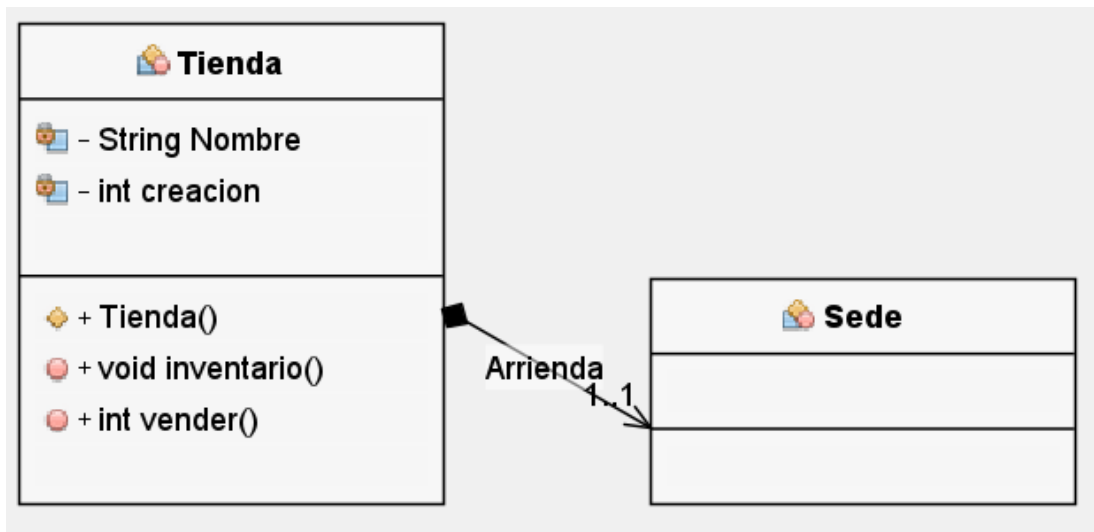 Tienda
- String Nombre
- int creacion
+ Tienda()
+ void inventario()
+ int vender()
Arrienda
1..1
Sede